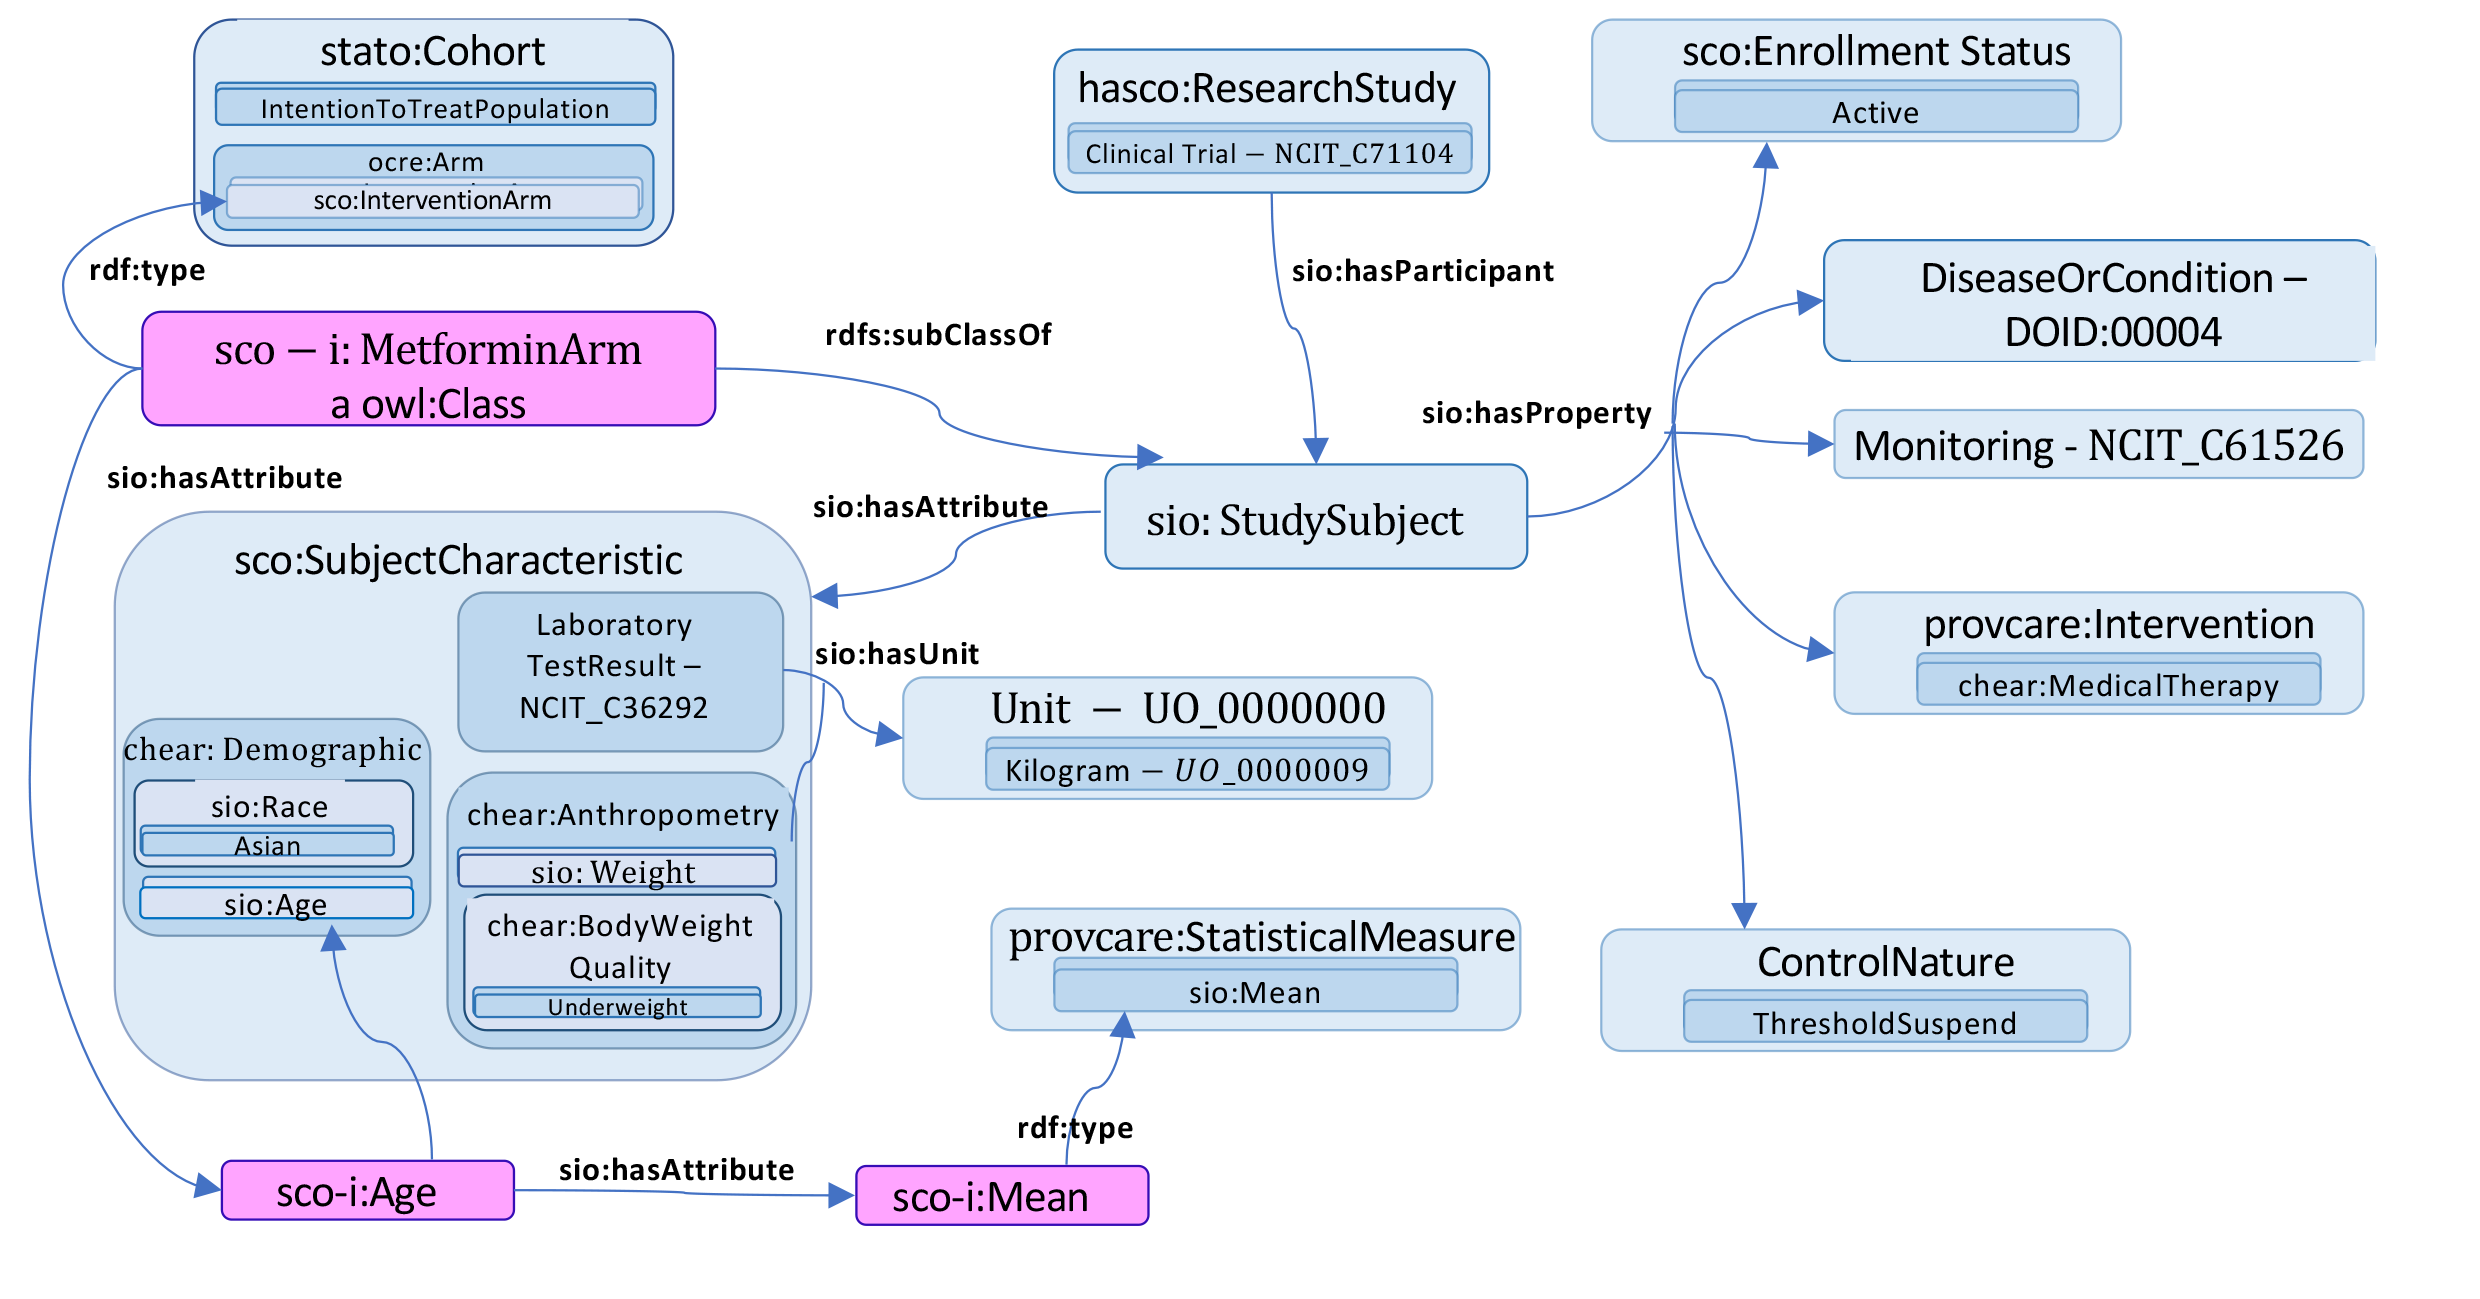 stato:Cohort
IntentionToTreatPopulation
ocre:Arm
sco:InterventionArm
rdf:type
sco – i: MetforminArm
a owl:Class
rdfs:subClassOf
hasco:ResearchStudy
Clinical Trial – NCIT_C71104
sio:hasParticipant
sco:Enrollment Status
Active
DiseaseOrCondition –
DOID:00004
sio:hasProperty
Monitoring - NCIT_C61526
sio:hasAttribute
sio:hasAttribute
sio: StudySubject
sco:SubjectCharacteristic
Laboratory
TestResult –
NCIT_C36292
sio:hasUnit
provcare:Intervention
chear:MedicalTherapy
Unit – UO_0000000
Kilogram – UO_0000009
chear: Demographic
sio:Race
Asian
sio:Age
chear:Anthropometry
sio: Weight
chear:BodyWeight
Quality
Underweight
provcare:StatisticalMeasure
sio:Mean
ControlNature
ThresholdSuspend
rdf:type
sio:hasAttribute
sco-i:Age
sco-i:Mean